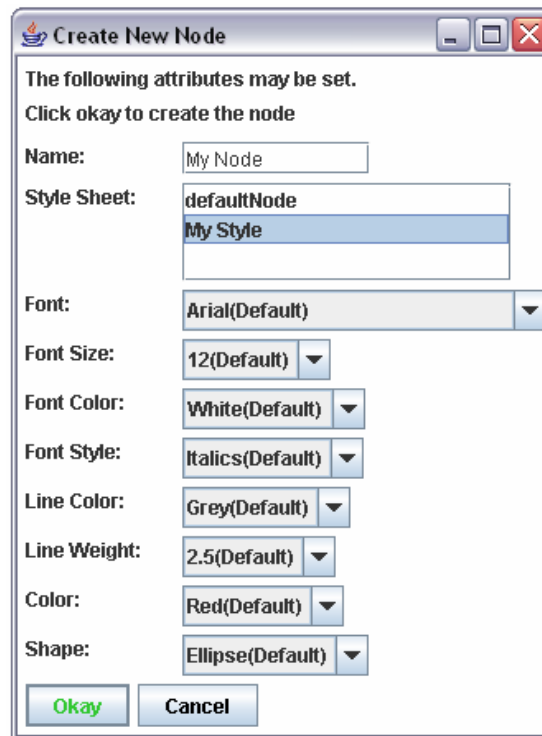 Create New Node
The following attributes may be set.
Click okay to create the node
Name: My Node
Style Sheet: defaultNode
My Style
Font: Arial(Default)
Font Size: 12(Default)
Font Color: White(Default)
Font Style: Italics(Default)
Line Color: Grey(Default)
Line Weight: 2.5(Default)
Color: Red(Default)
Shape: Ellipse(Default)
Okay Cancel